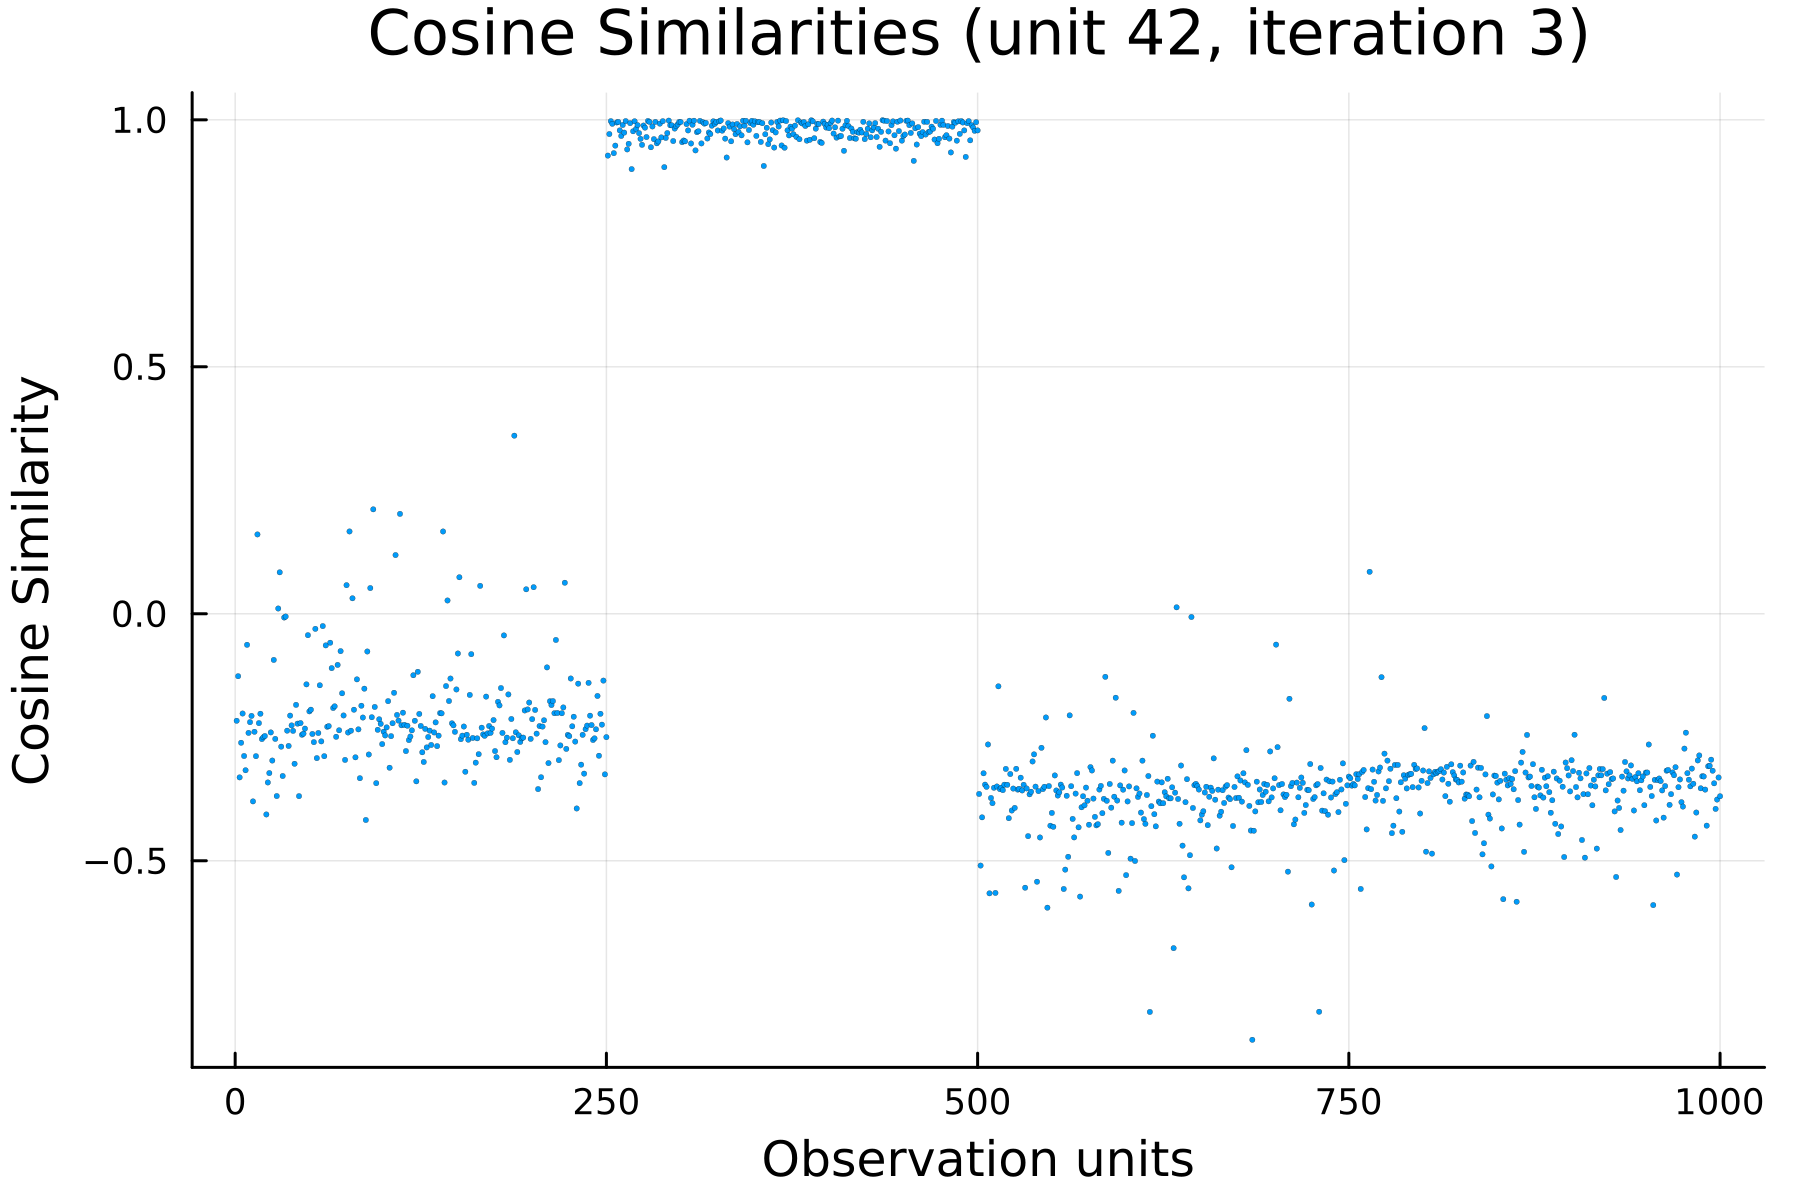 Cosine Similarities (unit 42, iteration 3)
1.0
0.5
0.0
−0.5
Cosine Similarity
0 250 500 750 1000
Observation units